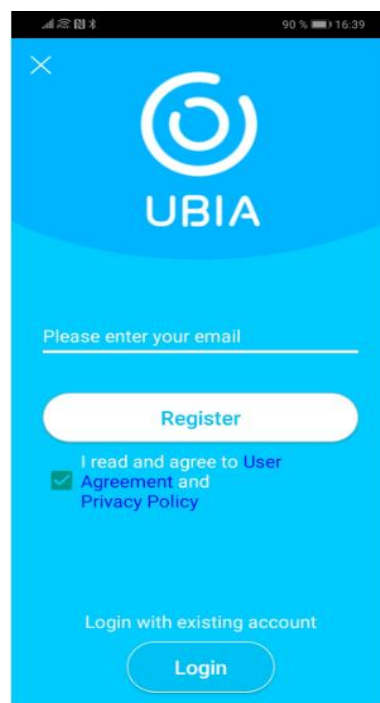 90 % 16:39
UBIA
Please enter your email
Register
I read and agree to User
Agreement and
Privacy Policy
Login with existing account
Login